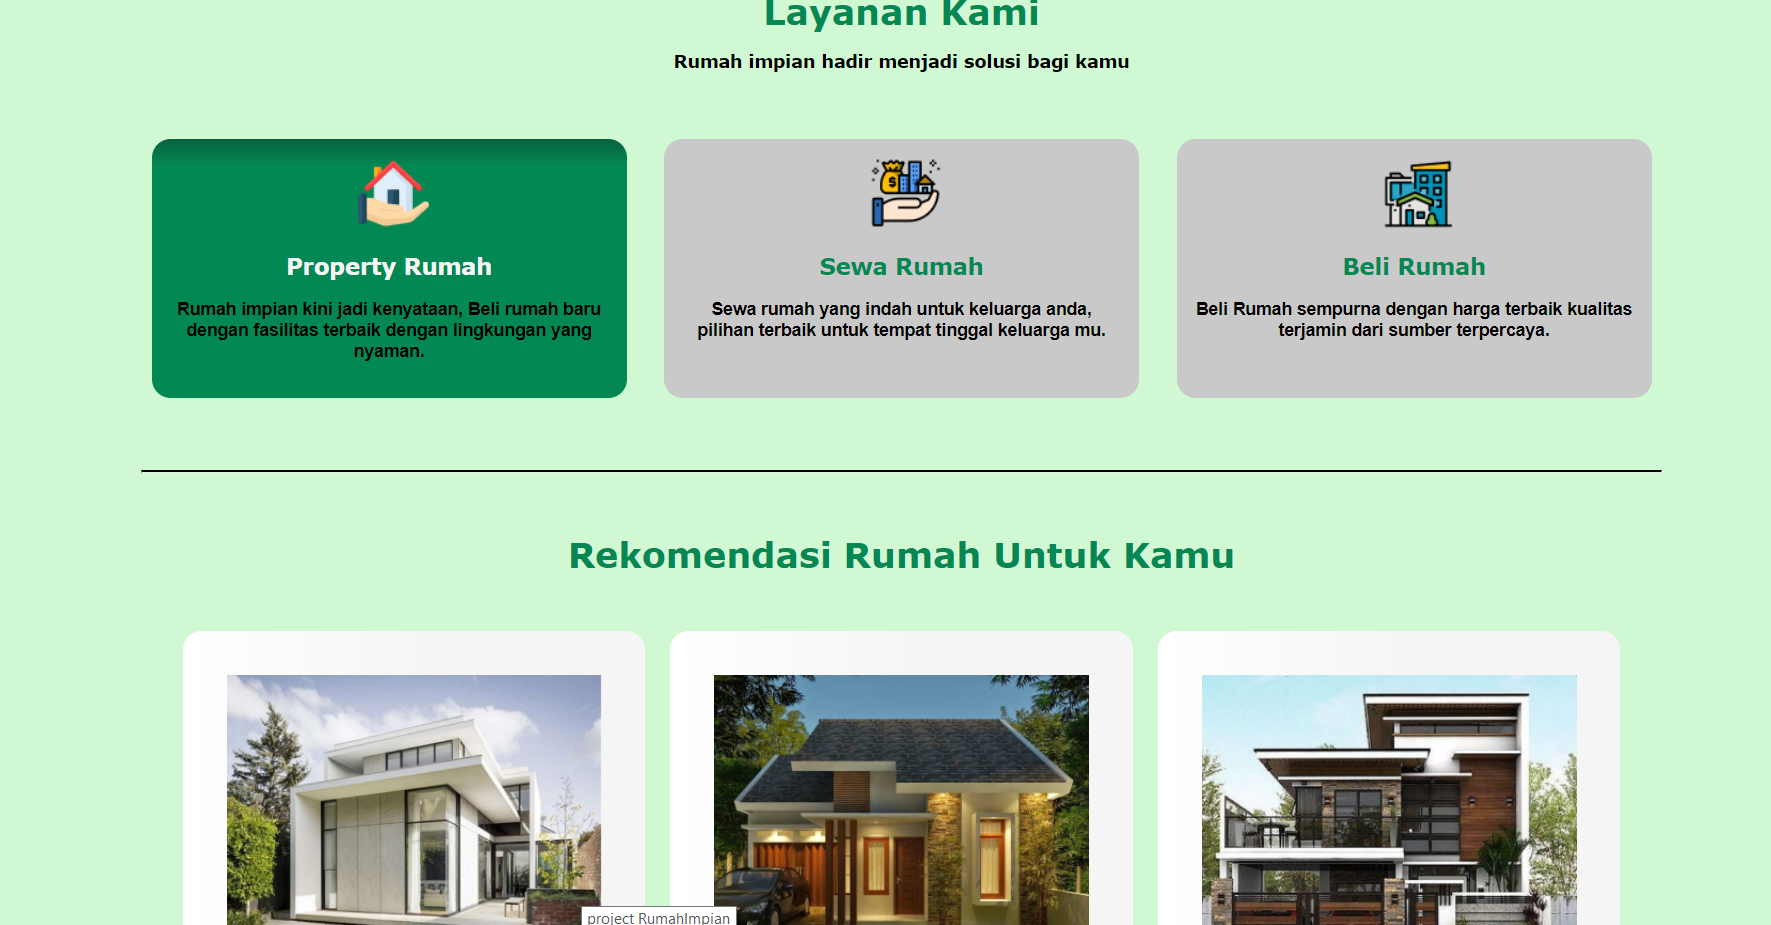 Layanan Kami
Rumah impian hadir menjadi solusi bagi kamu
Property Rumah
Rumah impian kini jadi kenyataan, Beli rumah baru
dengan fasilitas terbaik dengan lingkungan yang
nyaman.
Sewa Rumah
Sewa rumah yang indah untuk keluarga anda,
pilihan terbaik untuk tempat tinggal keluarga mu.
Beli Rumah
Beli Rumah sempurna dengan harga terbaik kualitas
terjamin dari sumber terpercaya.
Rekomendasi Rumah Untuk Kamu
project RumahImpian